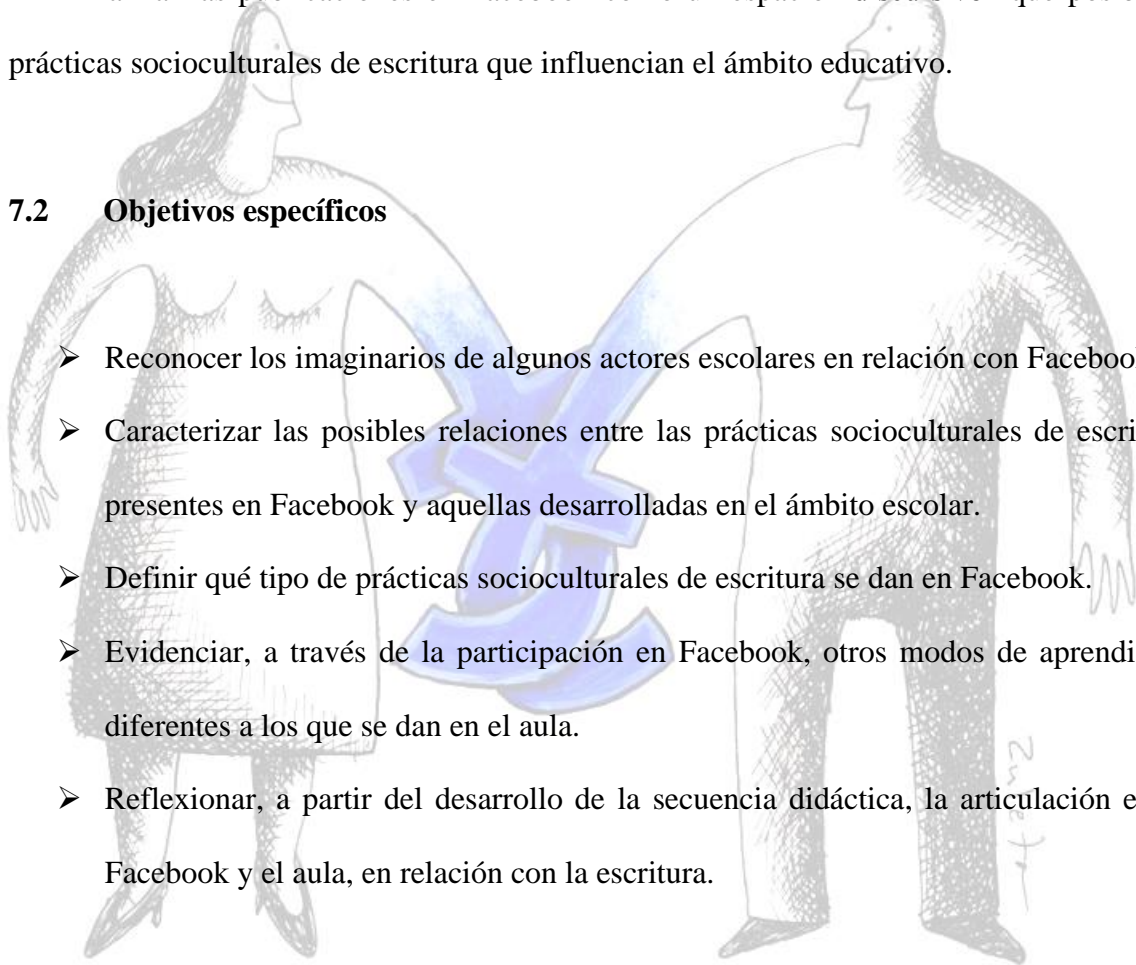 prácticas socioculturales de escritura que influencian el ámbito educativo.
7.2 Objetivos específicos
➢ Reconocer los imaginarios de algunos actores escolares en relación con
➢ Caracterizar las posibles relaciones entre las prácticas socioculturales de
presentes en Facebook y aquellas desarrolladas en el ámbito escolar.
➢ Definir qué tipo de prácticas socioculturales de escritura se dan en Facebook.
➢ Evidenciar, a través de la participación en Facebook, otros modos de
diferentes a los que se dan en el aula.
➢ Reflexionar, a partir del desarrollo de la secuencia didáctica, la articulación
Facebook y el aula, en relación con la escritura.